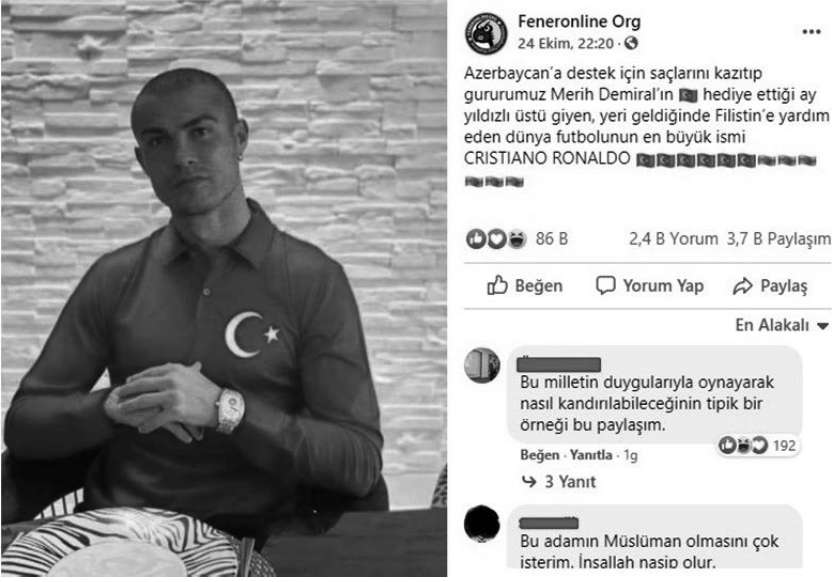 Feneronline Org
24 Ekim, 22:20
Azerbaycan'a destek için saçlarını kazıtıp
gururumuz Merih Demiral'ın 🇹🇷 hediye ettiği ay
yıldızlı üstü giyen, yeri geldiğinde Filistin'e yardım
eden dünya futbolunun en büyük ismi
CRISTIANO RONALDO 🇹🇷🇹🇷🇹🇷🇹🇷🇹🇷🇹🇷🇦🇿🇦🇿🇦🇿
🇦🇿🇦🇿🇦🇿
86 B 2,4 B Yorum 3,7 B Paylaşım
Beğen Yorum Yap Paylaş
En Alakalı
Bu milletin duygularıyla oynayarak
nasıl kandırılabileceğinin tipik bir
örneği bu paylaşım.
192
Beğen · Yanıtla · 1g
3 Yanıt
Bu adamın Müslüman olmasını çok
isterim. İnsallah nasip olur.